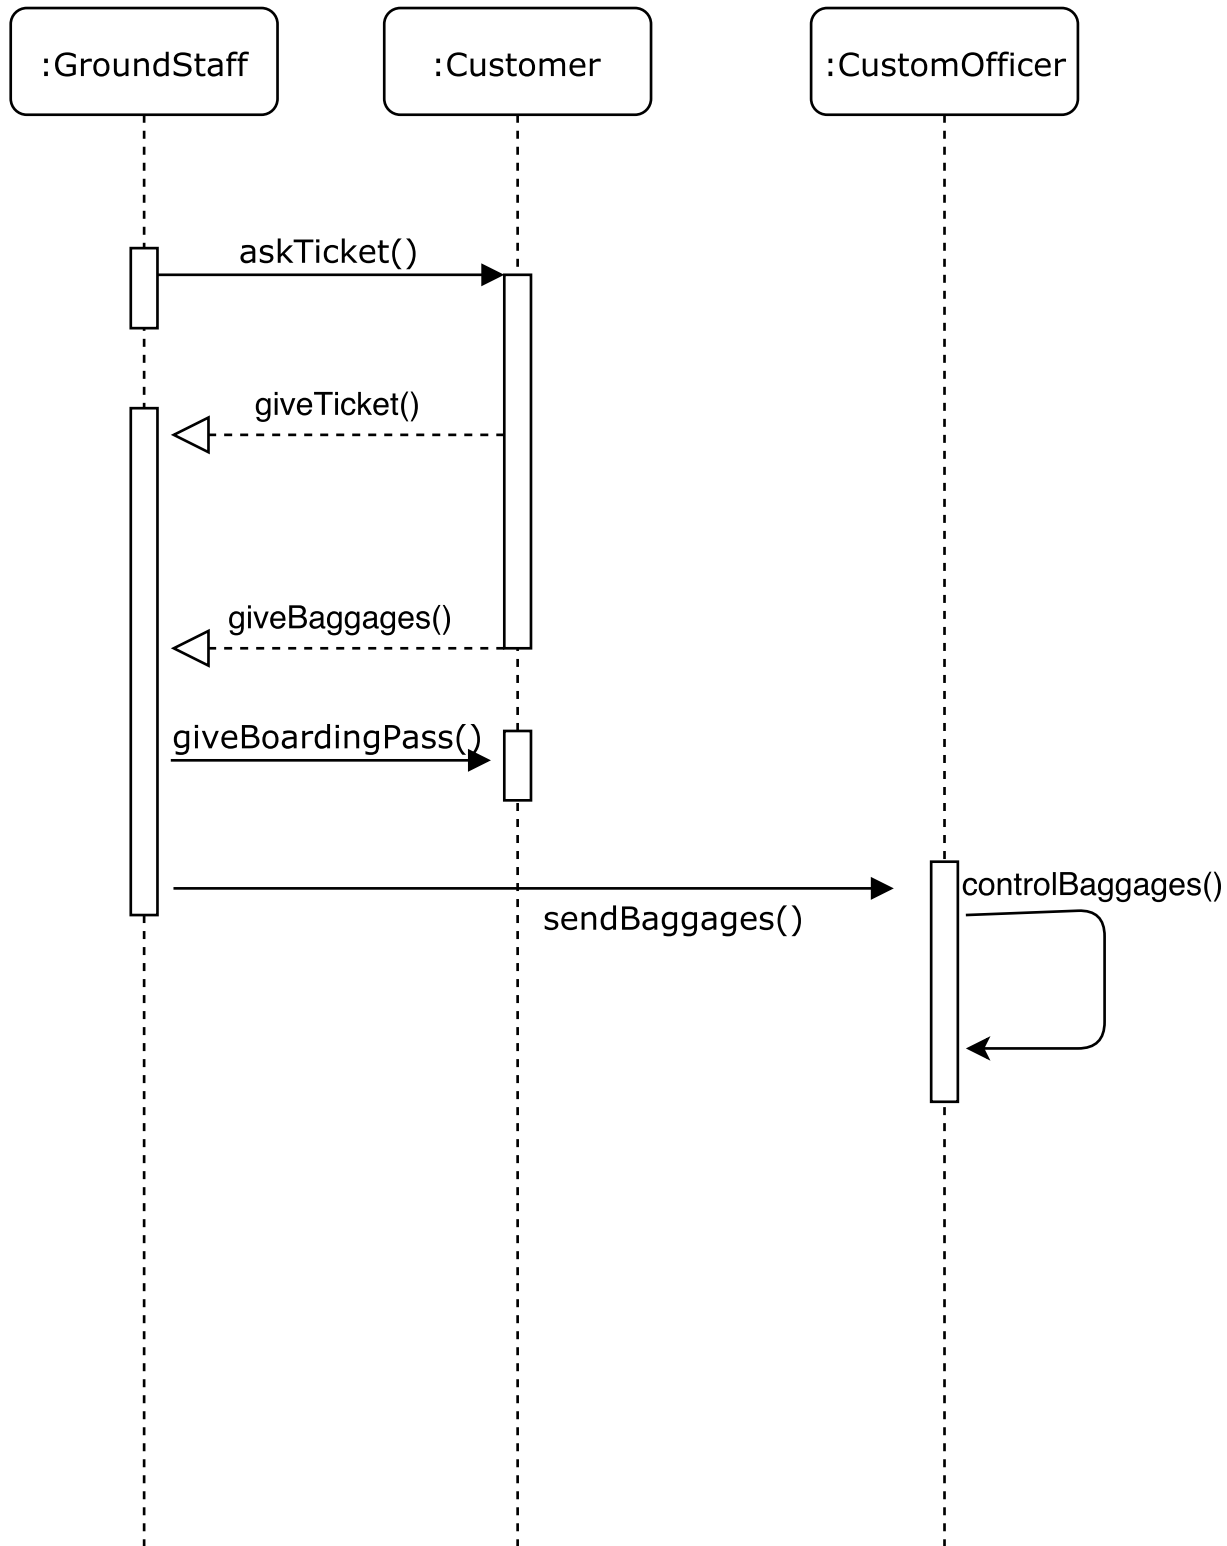 :GroundStaff
:Customer
:CustomOfficer
askTicket()
giveTicket()
giveBaggages()
giveBoardingPass()
controlBaggages()
sendBaggages()